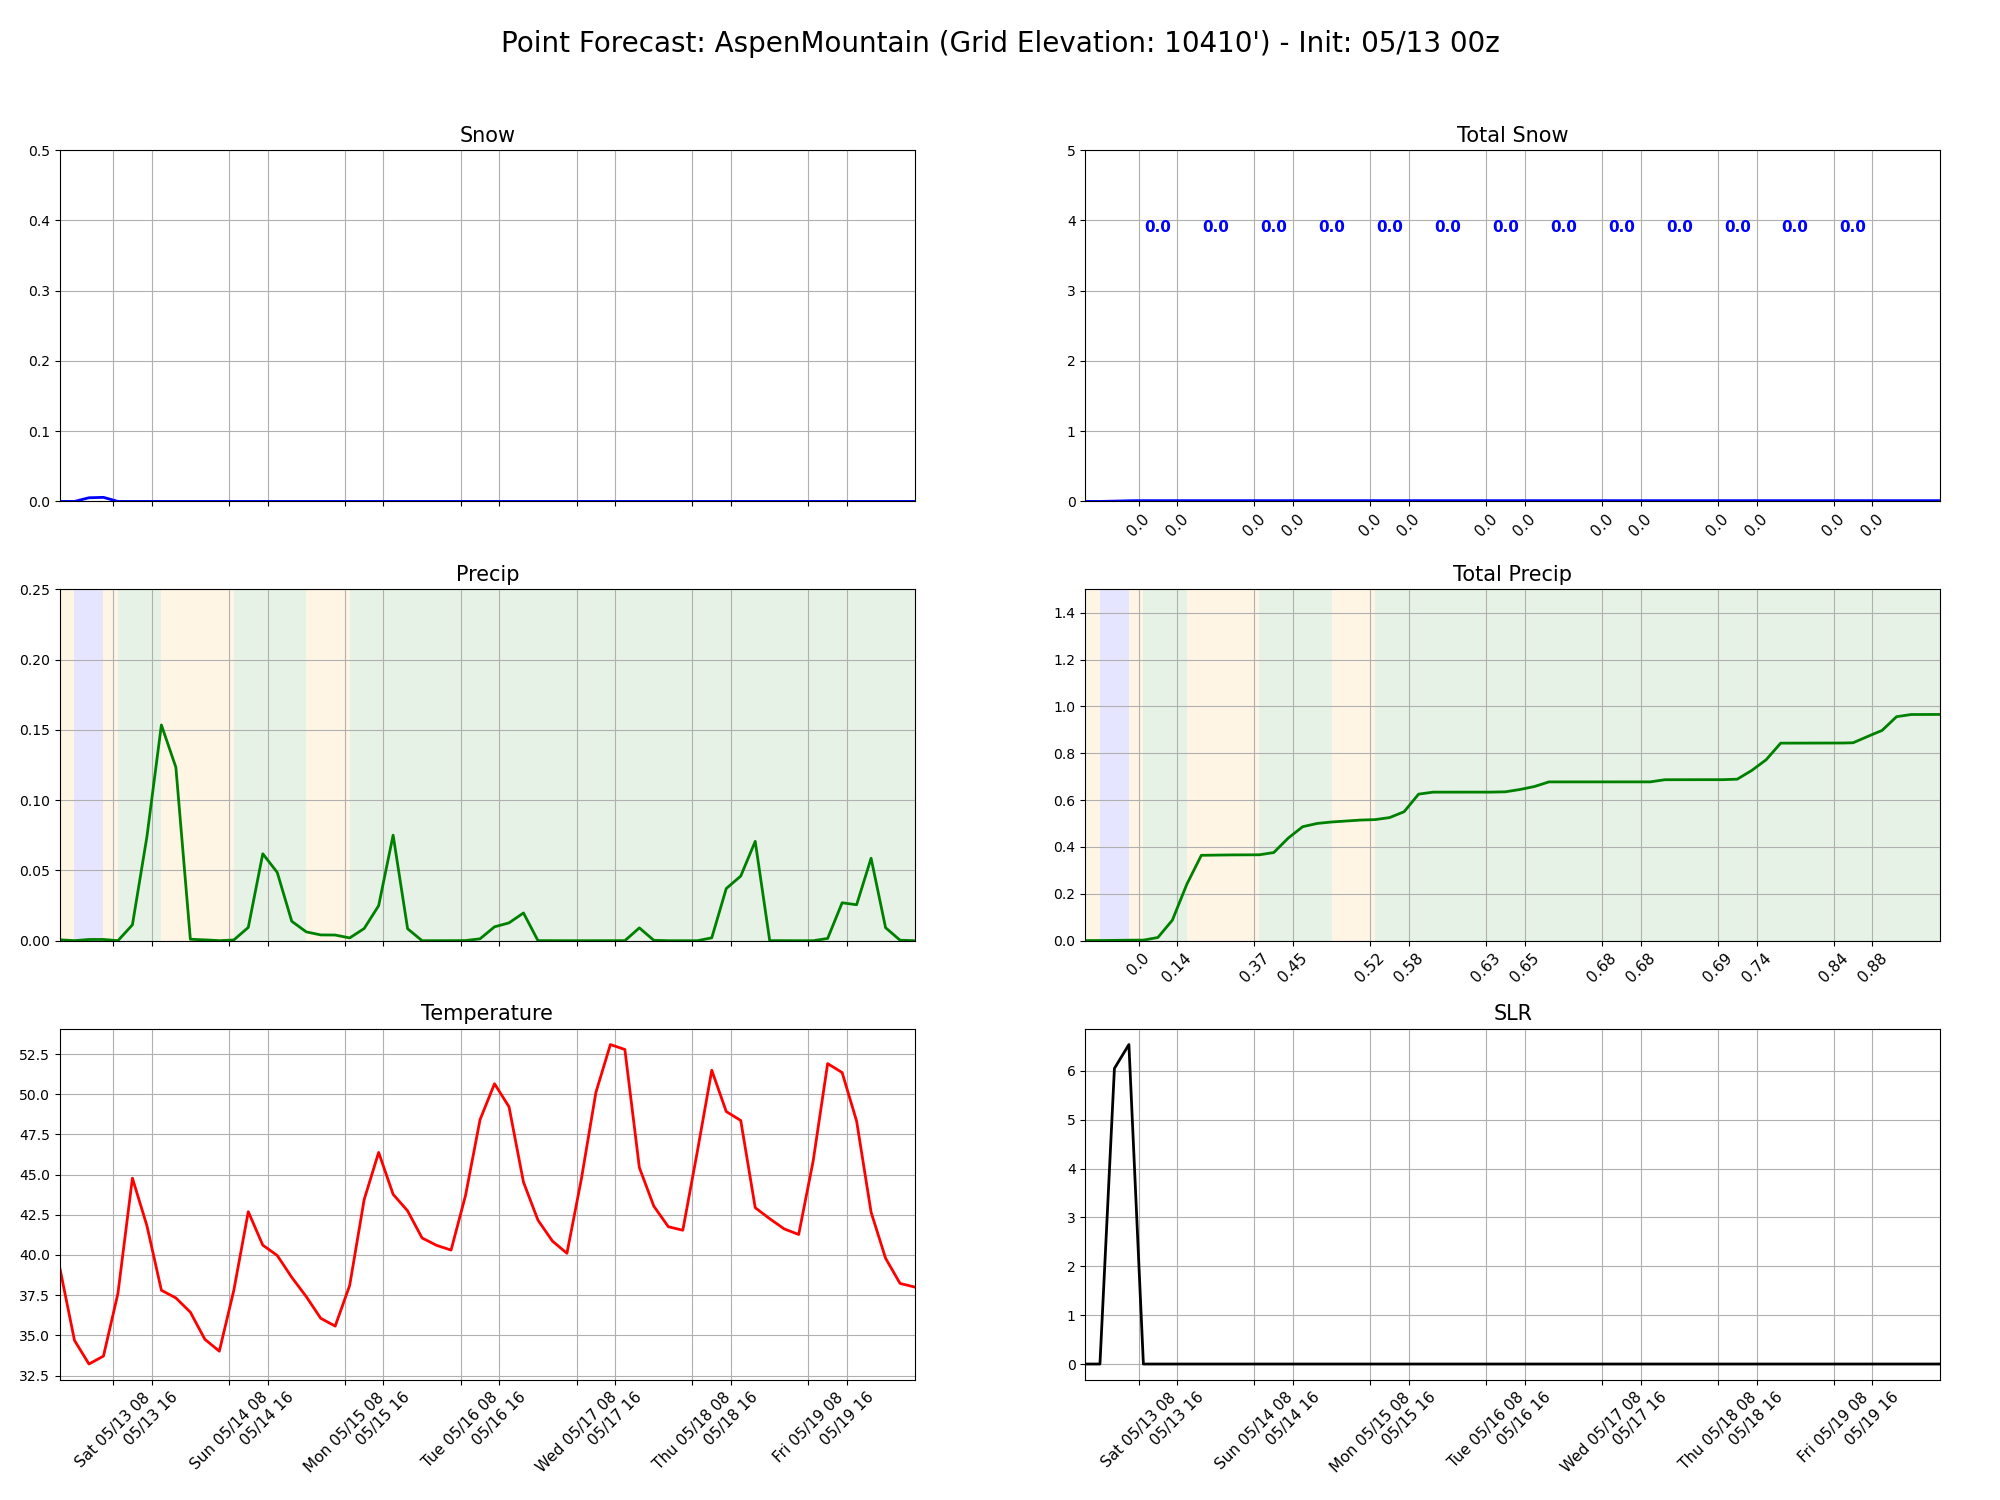 Point Forecast: AspenMountain (Grid Elevation: 10410') - Init: 05/13 00z
Snow
0.5
0.4
0.3
0.2
0.1
0.0
Total Snow
5
4
3
2
1
0
0.0 0.0 0.0 0.0 0.0 0.0 0.0 0.0 0.0 0.0 0.0 0.0 0.0
0.0 0.0 0.0 0.0 0.0 0.0 0.0 0.0 0.0 0.0 0.0 0.0 0.0 0.0
Precip
0.25
0.20
0.15
0.10
0.05
0.00
Total Precip
1.4
1.2
1.0
0.8
0.6
0.4
0.2
0.0
0.0 0.14 0.37 0.45 0.52 0.58 0.63 0.65 0.68 0.68 0.69 0.74 0.84 0.88
Temperature
52.5
50.0
47.5
45.0
42.5
40.0
37.5
35.0
32.5
Sat 05/13 08
05/13 16
Sun 05/14 08
05/14 16
Mon 05/15 08
05/15 16
Tue 05/16 08
05/16 16
Wed 05/17 08
05/17 16
Thu 05/18 08
05/18 16
Fri 05/19 08
05/19 16
SLR
6
5
4
3
2
1
0
Sat 05/13 08
05/13 16
Sun 05/14 08
05/14 16
Mon 05/15 08
05/15 16
Tue 05/16 08
05/16 16
Wed 05/17 08
05/17 16
Thu 05/18 08
05/18 16
Fri 05/19 08
05/19 16